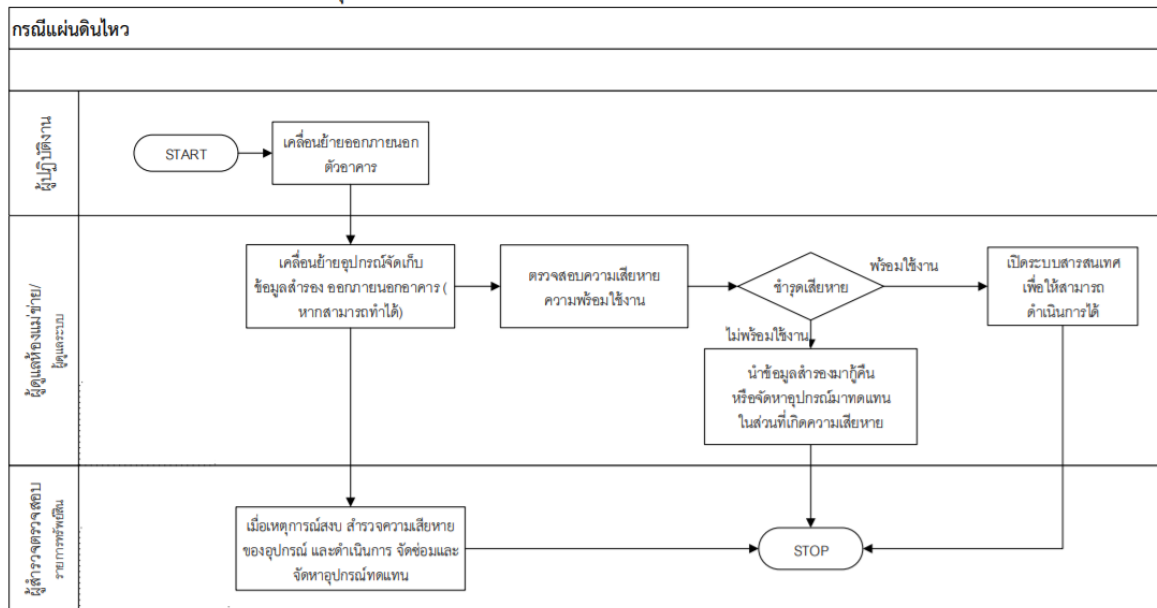 กรณีแผ่นดินไหว
ผู้ปฏิบัติงาน
START
เคลื่อนย้ายออกภายนอก
ตัวอาคาร
ผู้ดูแลห้องแม่ข่าย/
ผู้ดูแลระบบ
เคลื่อนย้ายอุปกรณ์จัดเก็บ
ข้อมูลสำรอง ออกภายนอกอาคาร (
หากสามารถทำได้)
ตรวจสอบความเสียหาย
ความพร้อมใช้งาน
ชำรุดเสียหาย
พร้อมใช้งาน
เปิดระบบสารสนเทศ
เพื่อให้สามารถ
ดำเนินการได้
ไม่พร้อมใช้งาน
นำข้อมูลสำรองมากู้คืน
หรือจัดหาอุปกรณ์มาทดแทน
ในส่วนที่เกิดความเสียหาย
ผู้สำรวจตรวจสอบ
รายการทรัพย์สิน
เมื่อเหตุการณ์สงบ สำรวจความเสียหาย
ของอุปกรณ์ และดำเนินการ จัดซ่อมและ
จัดหาอุปกรณ์ทดแทน
STOP